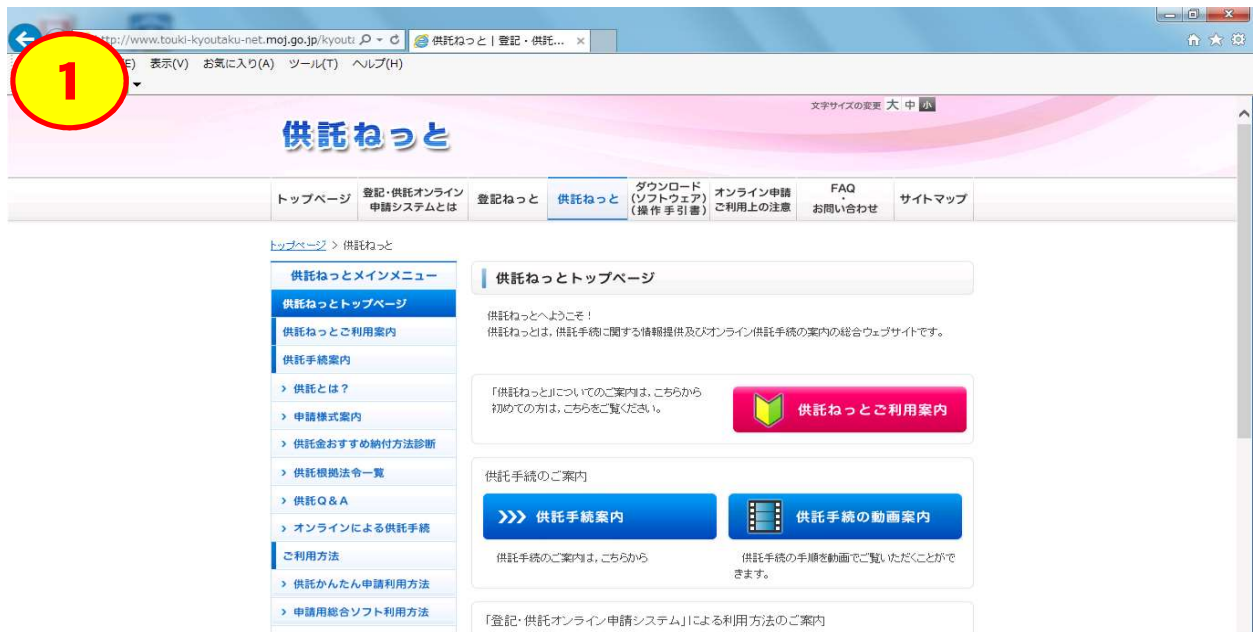 ttp://www.touki-kyoutaku-net.moj.go.jp/kyout
供託ねっと | 登記・供託...
E) 表示(V) お気に入り(A) ツール(T) ヘルプ(H)
1
文字サイズの変更 大 中 小
供託ねっと
トップページ
登記・供託オンライン
申請システムとは
登記ねっと
供託ねっと
ダウンロード
(ソフトウェア)
(操作手引書)
オンライン申請
ご利用上の注意
FAQ
・
お問い合わせ
サイトマップ
トップページ > 供託ねっと
供託ねっとメインメニュー
供託ねっとトップページ
供託ねっとご利用案内
供託手続案内
> 供託とは?
> 申請様式案内
> 供託金おすすめ納付方法診断
> 供託根拠法令一覧
> 供託Q&A
> オンラインによる供託手続
ご利用方法
> 供託かんたん申請利用方法
> 申請用総合ソフト利用方法
供託ねっとトップページ
供託ねっとへようこそ!
供託ねっとは,供託手続に関する情報提供及びオンライン供託手続の案内の総合ウェブサイトです。
「供託ねっと」についてのご案内は,こちらから
初めての方は,こちらをご覧ください。
供託ねっとご利用案内
供託手続のご案内
>>> 供託手続案内
供託手続の動画案内
供託手続のご案内は,こちらから
供託手続の手順を動画でご覧いただくことがで
きます。
「登記・供託オンライン申請システム」による利用方法のご案内